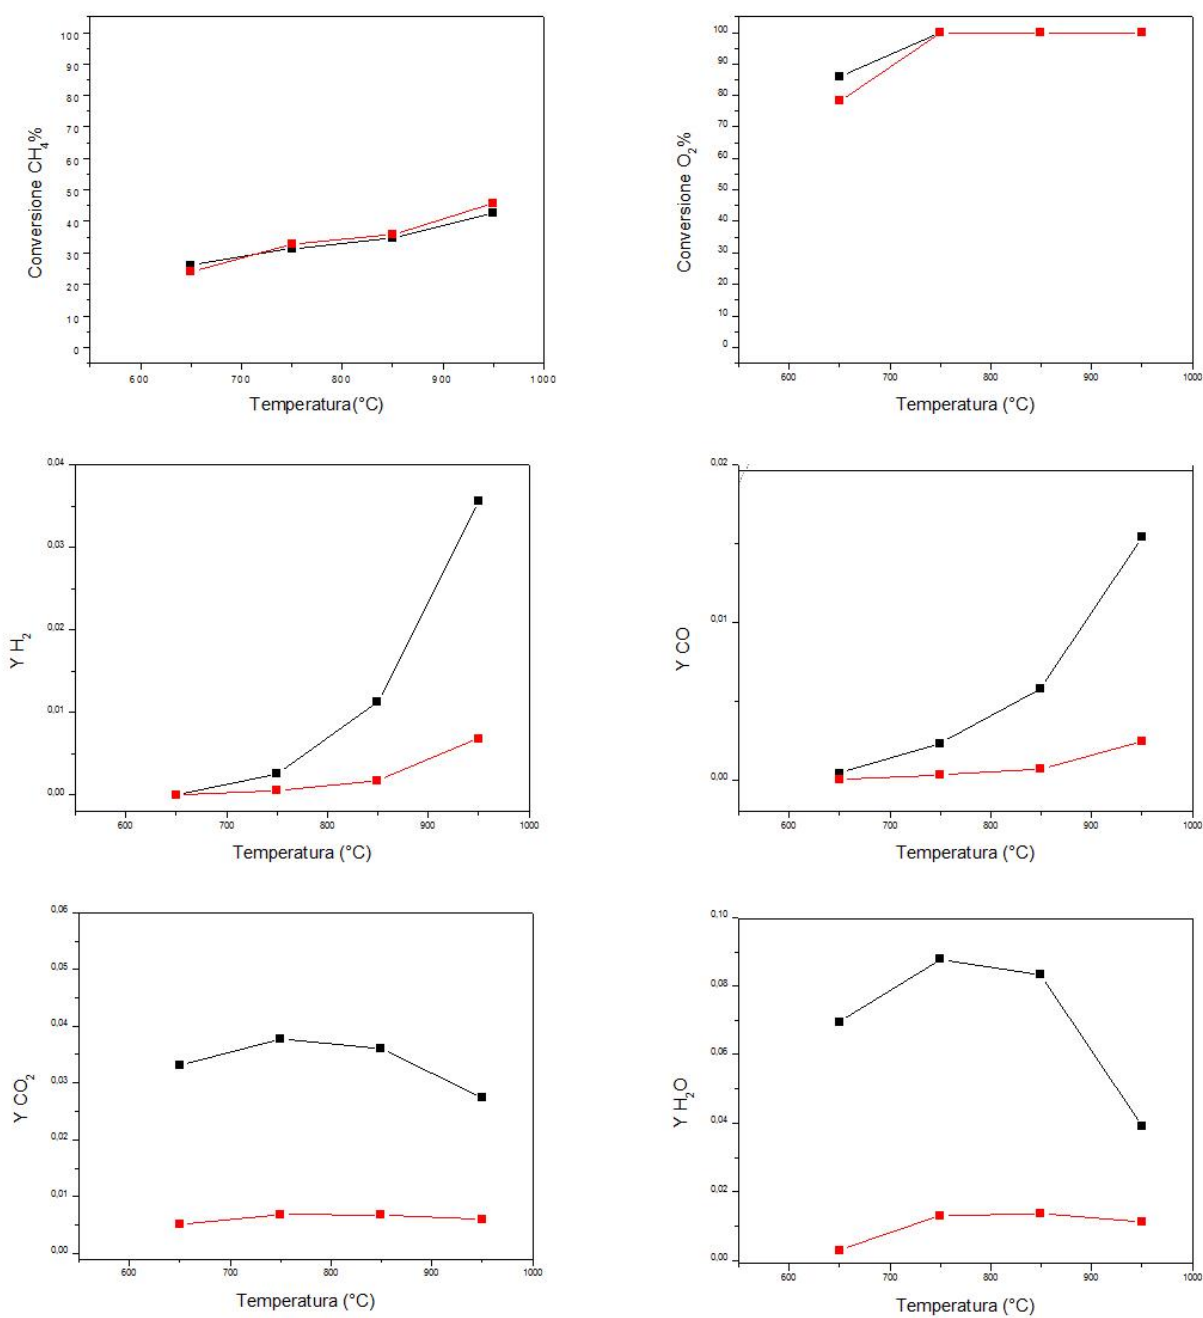 100
90
80
70
60
50
40
30
20
10
0
Conversione CH4%
600 700 800 900 1000
Temperatura(°C)
100
90
80
70
60
50
40
30
20
10
0
Conversione O2%
600 700 800 900 1000
Temperatura (°C)
0,04
0,03
0,02
0,01
0,00
Y H2
600 700 800 900 1000
Temperatura (°C)
0,02
0,01
0,00
Y CO
600 700 800 900 1000
Temperatura (°C)
0,06
0,05
0,04
0,03
0,02
0,01
0,00
Y CO2
600 700 800 900 1000
Temperatura (°C)
0,10
0,08
0,06
0,04
0,02
0,00
Y H2O
600 700 800 900 1000
Temperatura (°C)